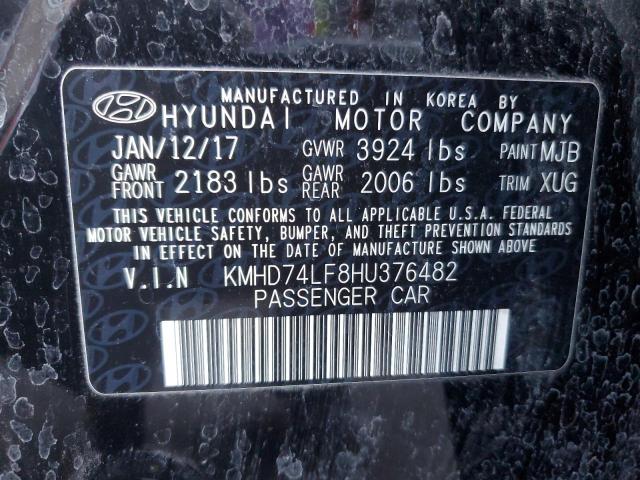 MANUFACTURED IN KOREA BY
HYUNDAI MOTOR COMPANY
JAN/12/17 GVWR 3924 lbs PAINT MJB
GAWR FRONT 2183 lbs GAWR REAR 2006 lbs TRIM XUG
THIS VEHICLE CONFORMS TO ALL APPLICABLE U.S.A. FEDERAL
MOTOR VEHICLE SAFETY, BUMPER, AND THEFT PREVENTION STANDARDS
IN EFFECT ON THE DATE OF MANUFACTURE SHOWN ABOVE.
V.I.N KMHD74LF8HU376482
PASSENGER CAR